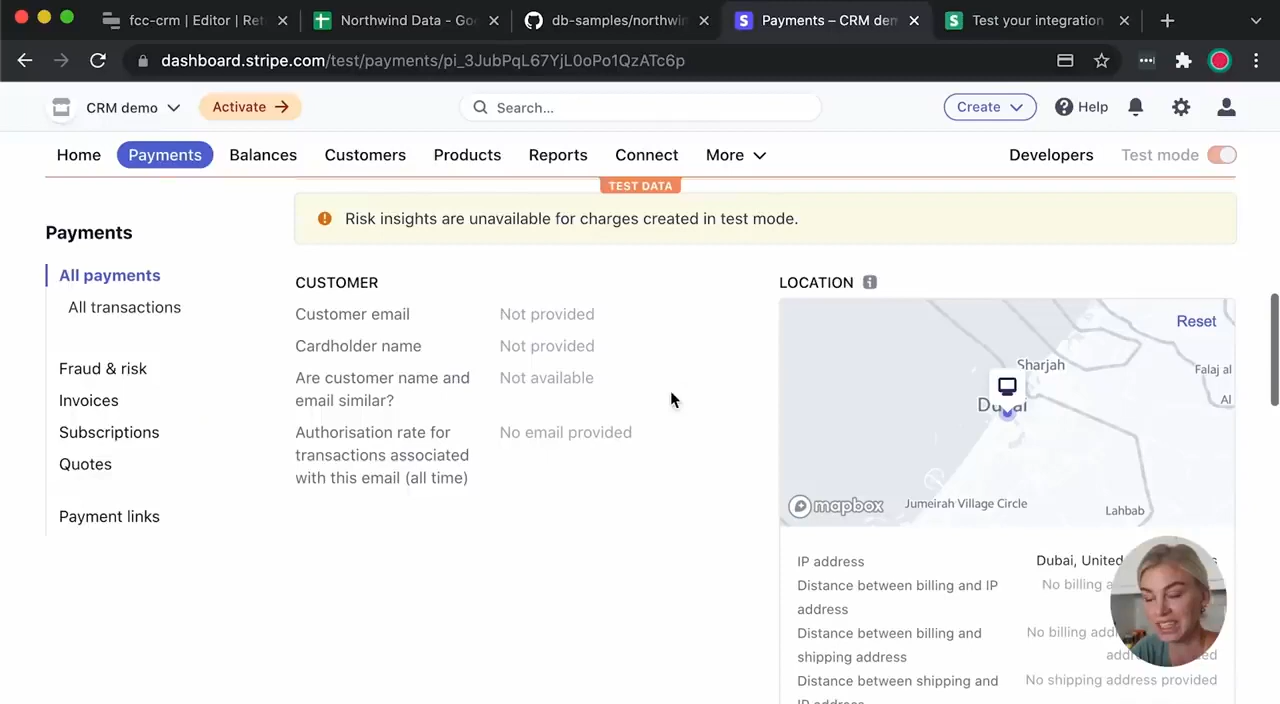 fcc-crm | Editor | Ret
Northwind Data - Goo
db-samples/northwin
Payments – CRM dem
Test your integration
dashboard.stripe.com/test/payments/pi_3JubPqL67YjL0oPo1QzATc6p
CRM demo
Activate
Search...
Create
Help
Home
Payments
Balances
Customers
Products
Reports
Connect
More
Developers
Test mode
TEST DATA
Risk insights are unavailable for charges created in test mode.
Payments
All payments
All transactions
Fraud & risk
Invoices
Subscriptions
Quotes
Payment links
CUSTOMER
Customer email Not provided
Cardholder name Not provided
Are customer name and Not available
email similar?
Authorisation rate for No email provided
transactions associated
with this email (all time)
LOCATION
Reset
Sharjah
Falaj al
Dubai
Al
mapbox
Jumeirah Village Circle
Lahbab
IP address Dubai, United
Distance between billing and IP No billing
address
Distance between billing and No billing
shipping address
Distance between shipping and No shipping address provided
IP address